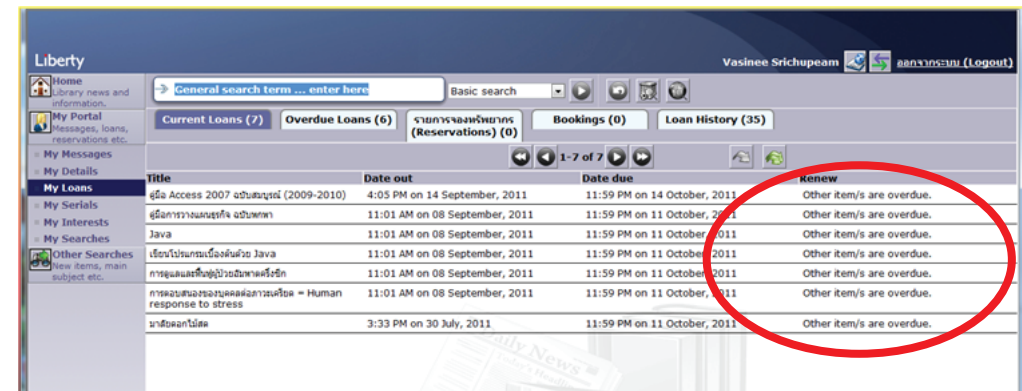 Liberty
Vasinee Srichupeam ออกจากระบบ (Logout)
Home
Library news and
information.
General search term ... enter here
Basic search
My Portal
Messages, loans,
reservations etc.
Current Loans (7)
Overdue Loans (6)
รายการจองทรัพยากร
(Reservations) (0)
Bookings (0)
Loan History (35)
My Messages
My Details
My Loans
My Serials
My Interests
My Searches
Other Searches
New items, main
subject etc.
1-7 of 7
Title Date out Date due Renew
คู่มือ Access 2007 ฉบับสมบูรณ์ (2009-2010) 4:05 PM on 14 September, 2011 11:59 PM on 14 October, 2011 Other item/s are overdue.
คู่มือการวางแผนธุรกิจ ฉบับพกพา 11:01 AM on 08 September, 2011 11:59 PM on 11 October, 2011 Other item/s are overdue.
Java 11:01 AM on 08 September, 2011 11:59 PM on 11 October, 2011 Other item/s are overdue.
เขียนโปรแกรมเบื้องต้นด้วย Java 11:01 AM on 08 September, 2011 11:59 PM on 11 October, 2011 Other item/s are overdue.
การดูแลและฟื้นฟูผู้ป่วยอัมพาตครึ่งซีก 11:01 AM on 08 September, 2011 11:59 PM on 11 October, 2011 Other item/s are overdue.
การตอบสนองของบุคคลต่อภาวะเครียด = Human
response to stress 11:01 AM on 08 September, 2011 11:59 PM on 11 October, 2011 Other item/s are overdue.
มาลัยดอกไม้สด 3:33 PM on 30 July, 2011 11:59 PM on 11 October, 2011 Other item/s are overdue.
Daily News